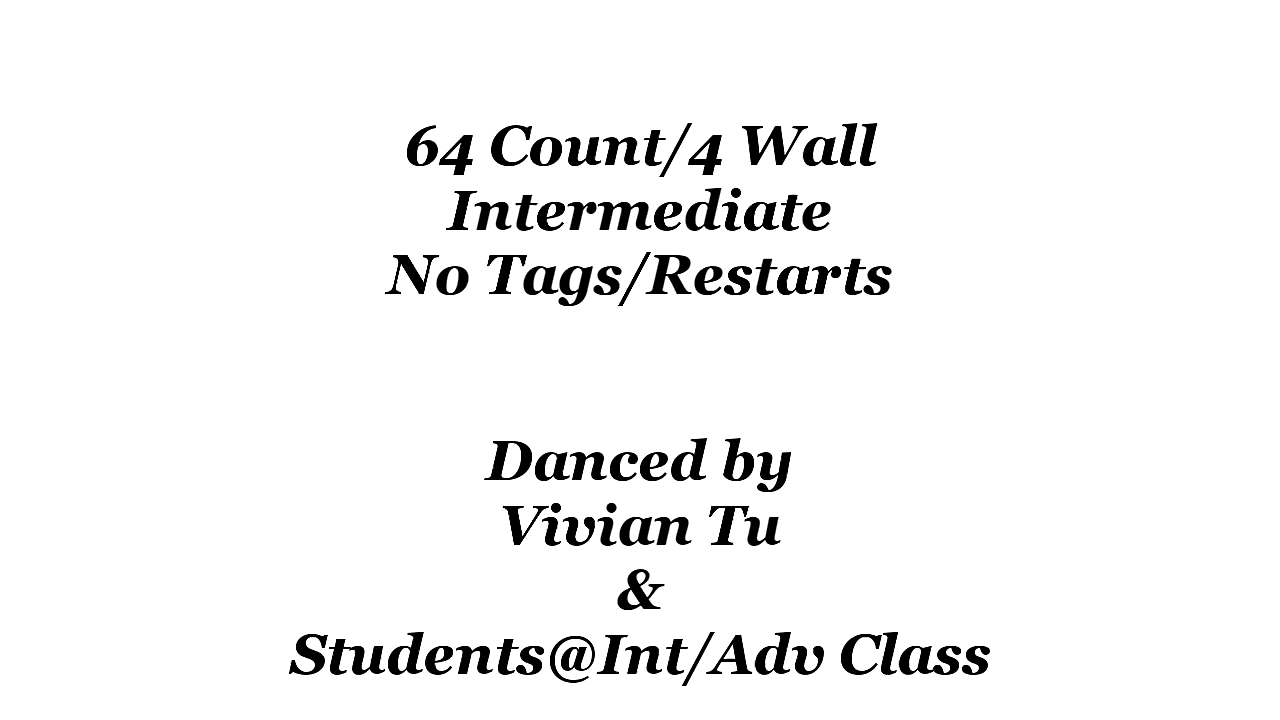 64 Count/4 Wall
Intermediate
No Tags/Restarts
Danced by
Vivian Tu
&
Students@Int/Adv Class